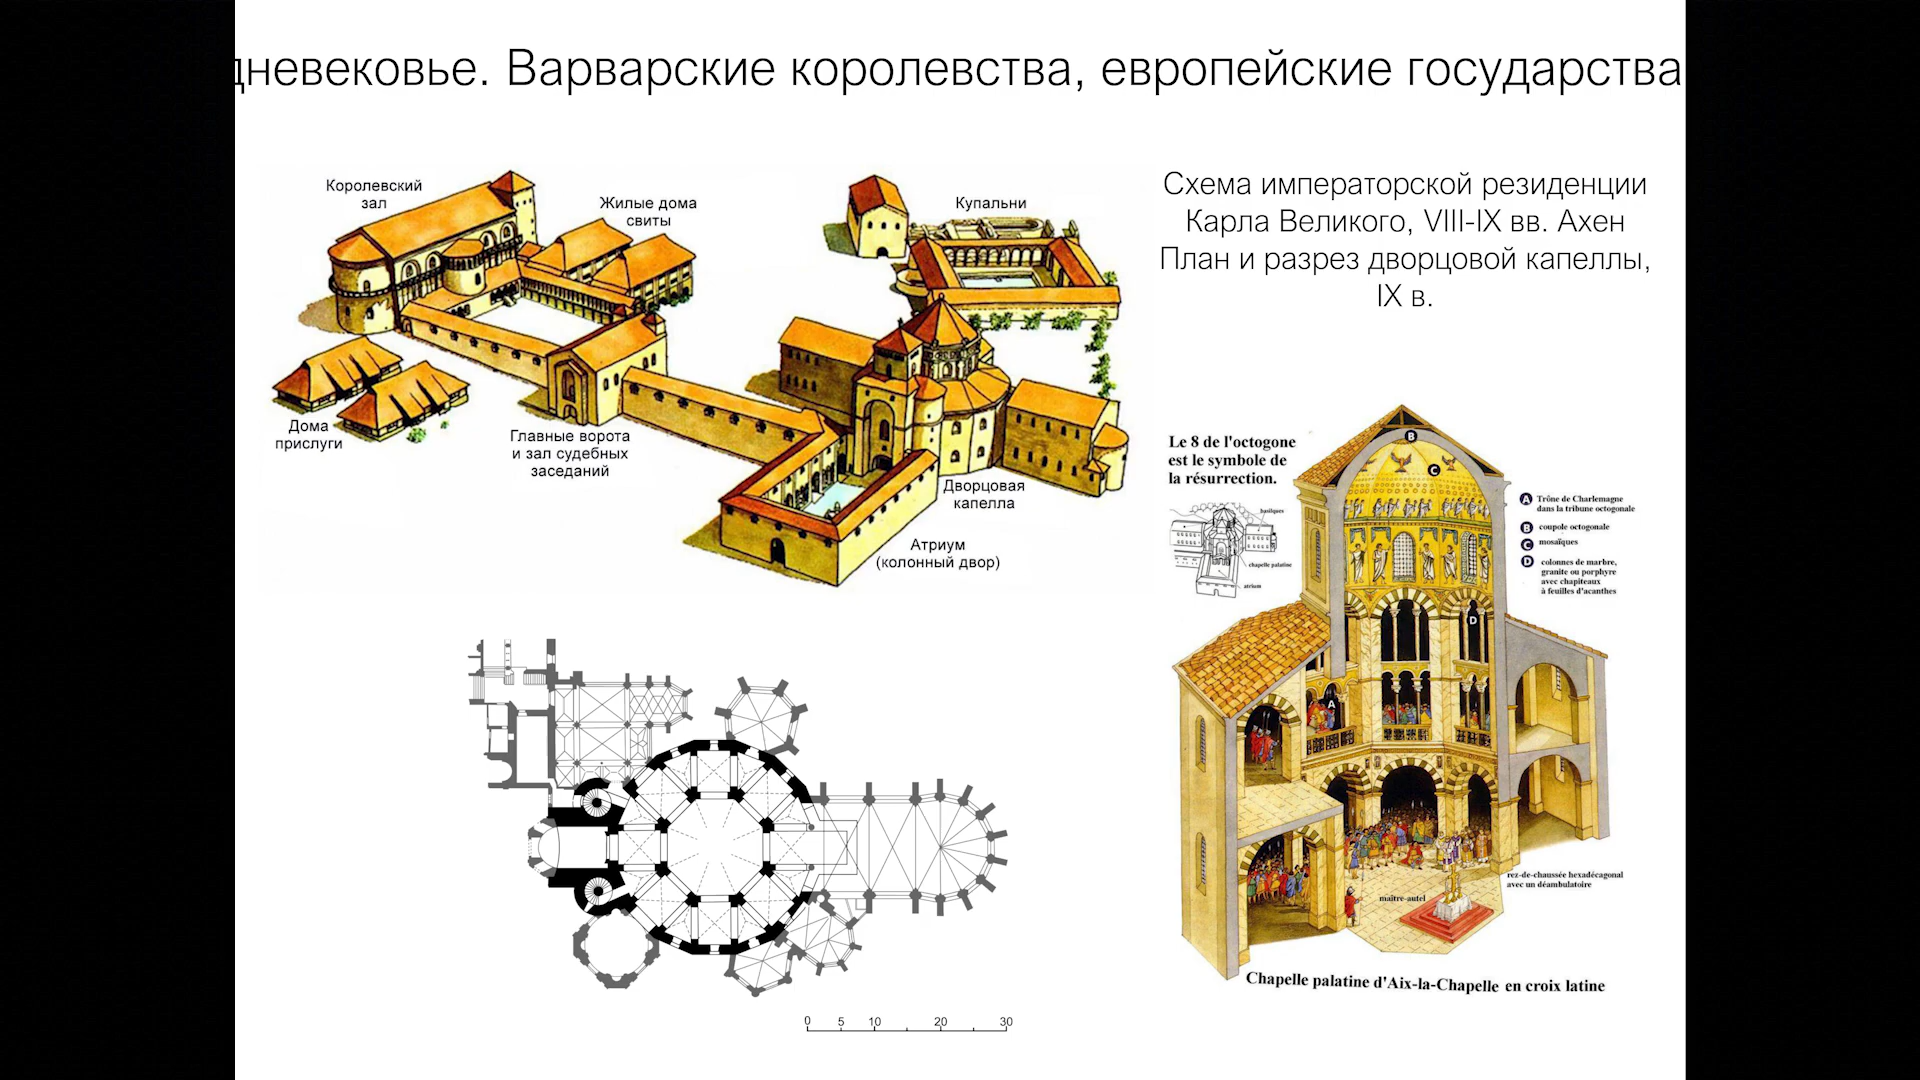 дневековье. Варварские королевства, европейские государства
Королевский
зал
Жилые дома
свиты
Купальни
Дома
прислуги
Главные ворота
и зал судебных
заседаний
Дворцовая
капелла
Атриум
(колонный двор)
Схема императорской резиденции
Карла Великого, VIII-IX вв. Ахен
План и разрез дворцовой капеллы,
IX в.
Le 8 de l'octogone
est le symbole de
la résurrection.
basilques
chapelle palatine
atrium
B
C
D
A
A Trône de Charlemagne
dans la tribune octogonale
B coupole octogonale
C mosaïques
D colonnes de marbre,
granite ou porphyre
avec chapiteaux
à feuilles d'acanthes
rez-de-chaussée hexadécagonal
avec un déambulatoire
maître-autel
Chapelle palatine d'Aix-la-Chapelle en croix latine
0 5 10 20 30